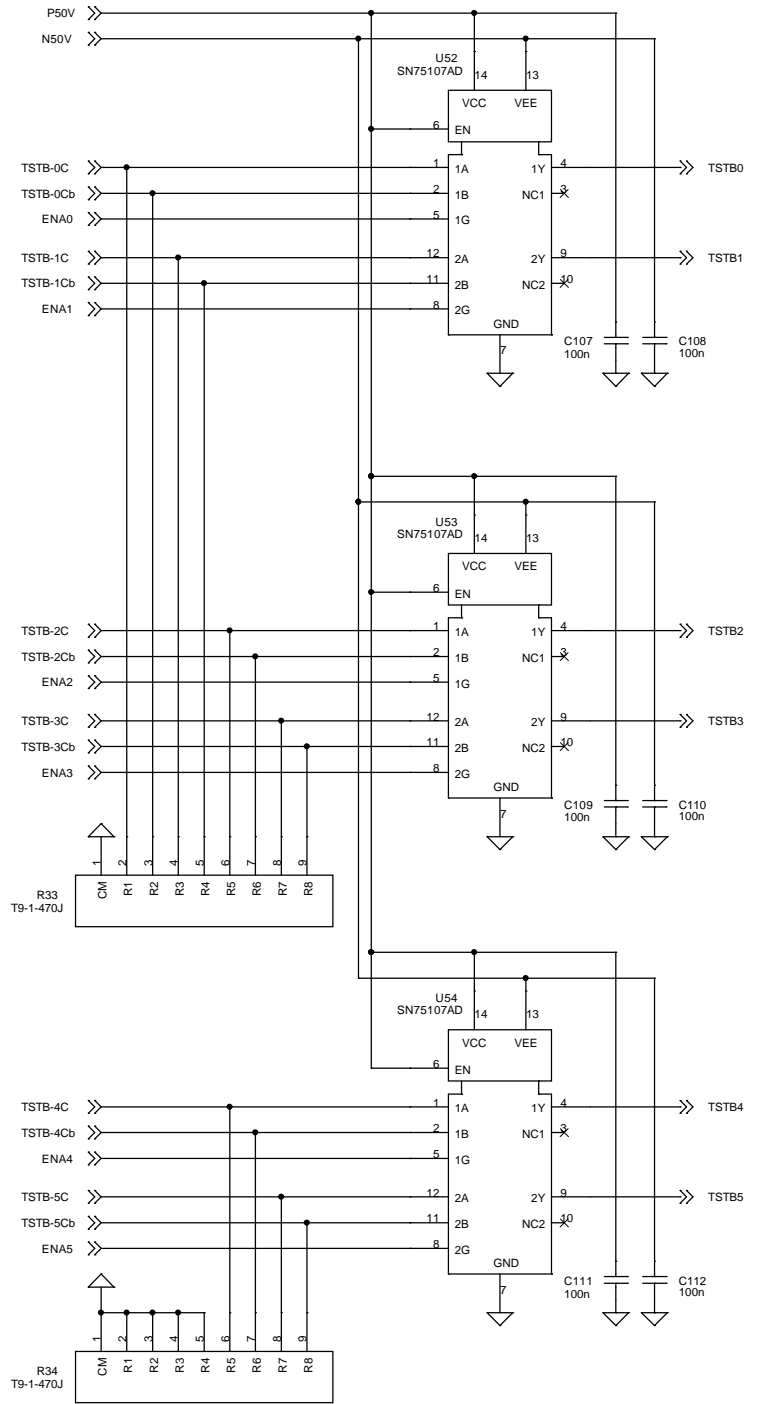 P50V
N50V
U52
SN75107AD
14
13
VCC
VEE
6
EN
TSTB-0C
1
1A
1Y
4
TSTB0
TSTB-0Cb
2
1B
NC1
3
ENA0
5
1G
TSTB-1C
12
2A
2Y
9
TSTB1
TSTB-1Cb
11
2B
NC2
10
ENA1
8
2G
GND
7
C107
100n
C108
100n
U53
SN75107AD
14
13
VCC
VEE
6
EN
TSTB-2C
1
1A
1Y
4
TSTB2
TSTB-2Cb
2
1B
NC1
3
ENA2
5
1G
TSTB-3C
12
2A
2Y
9
TSTB3
TSTB-3Cb
11
2B
NC2
10
ENA3
8
2G
GND
7
C109
100n
C110
100n
1
2
3
4
5
6
7
8
9
CM
R1
R2
R3
R4
R5
R6
R7
R8
R33
T9-1-470J
U54
SN75107AD
14
13
VCC
VEE
6
EN
TSTB-4C
1
1A
1Y
4
TSTB4
TSTB-4Cb
2
1B
NC1
3
ENA4
5
1G
TSTB-5C
12
2A
2Y
9
TSTB5
TSTB-5Cb
11
2B
NC2
10
ENA5
8
2G
GND
7
C111
100n
C112
100n
1
2
3
4
5
6
7
8
9
CM
R1
R2
R3
R4
R5
R6
R7
R8
R34
T9-1-470J